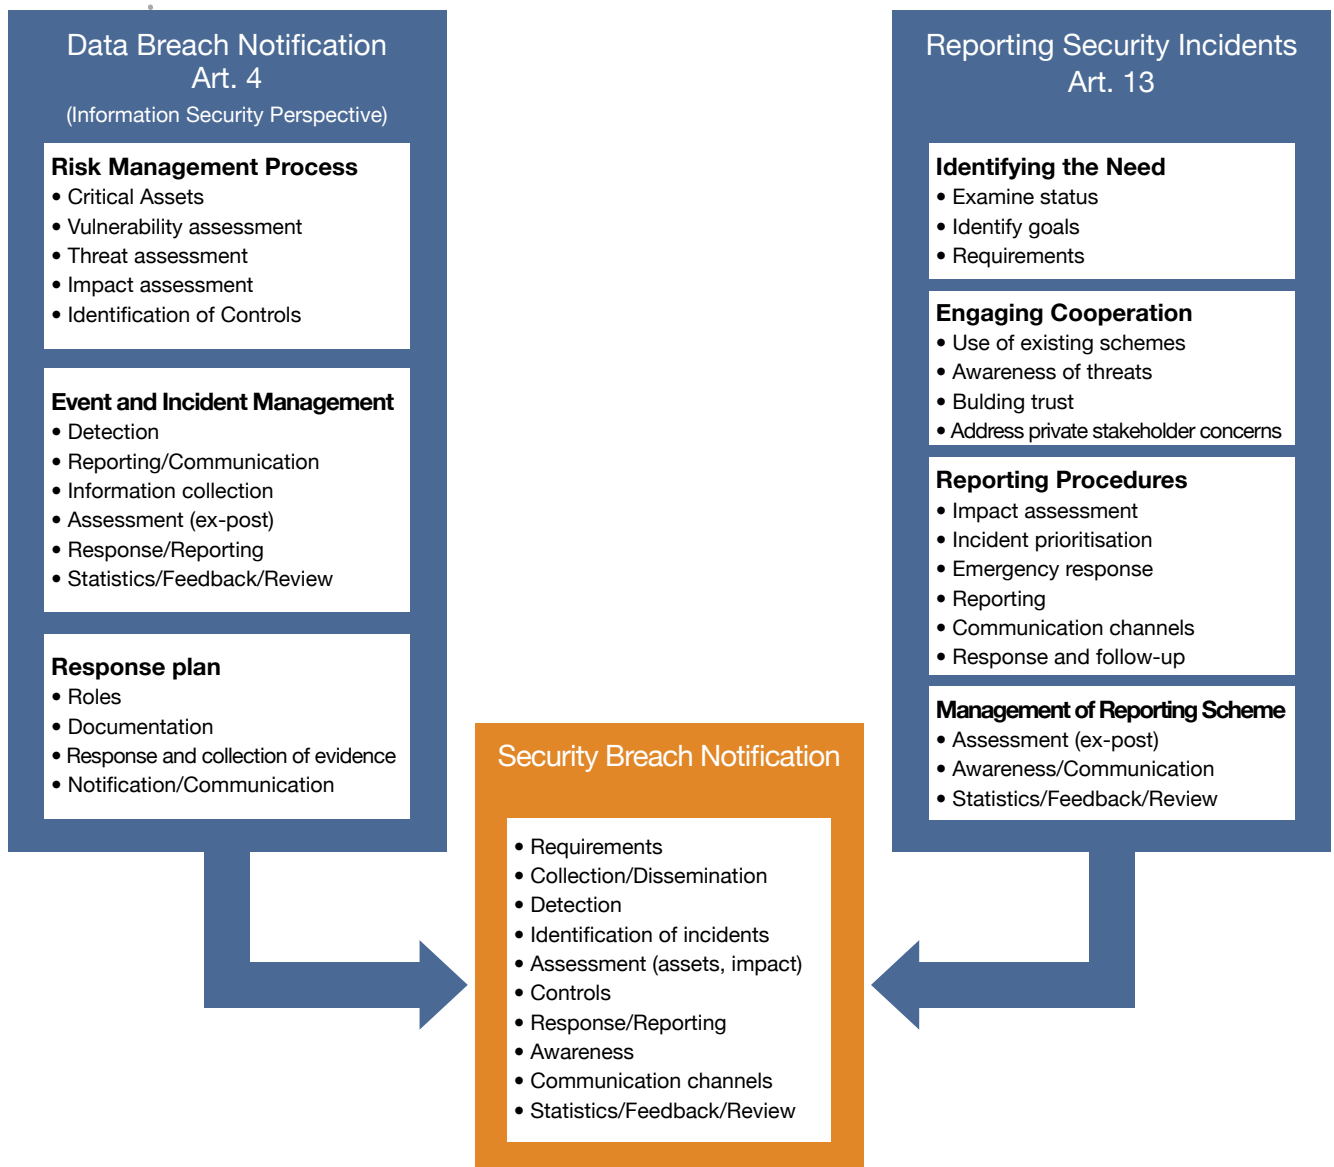 Data Breach Notification
Art. 4
(Information Security Perspective)
Risk Management Process
• Critical Assets
• Vulnerability assessment
• Threat assessment
• Impact assessment
• Identification of Controls
Event and Incident Management
• Detection
• Reporting/Communication
• Information collection
• Assessment (ex-post)
• Response/Reporting
• Statistics/Feedback/Review
Response plan
• Roles
• Documentation
• Response and collection of evidence
• Notification/Communication
Reporting Security Incidents
Art. 13
Identifying the Need
• Examine status
• Identify goals
• Requirements
Engaging Cooperation
• Use of existing schemes
• Awareness of threats
• Bulding trust
• Address private stakeholder concerns
Reporting Procedures
• Impact assessment
• Incident prioritisation
• Emergency response
• Reporting
• Communication channels
• Response and follow-up
Management of Reporting Scheme
• Assessment (ex-post)
• Awareness/Communication
• Statistics/Feedback/Review
Security Breach Notification
• Requirements
• Collection/Dissemination
• Detection
• Identification of incidents
• Assessment (assets, impact)
• Controls
• Response/Reporting
• Awareness
• Communication channels
• Statistics/Feedback/Review